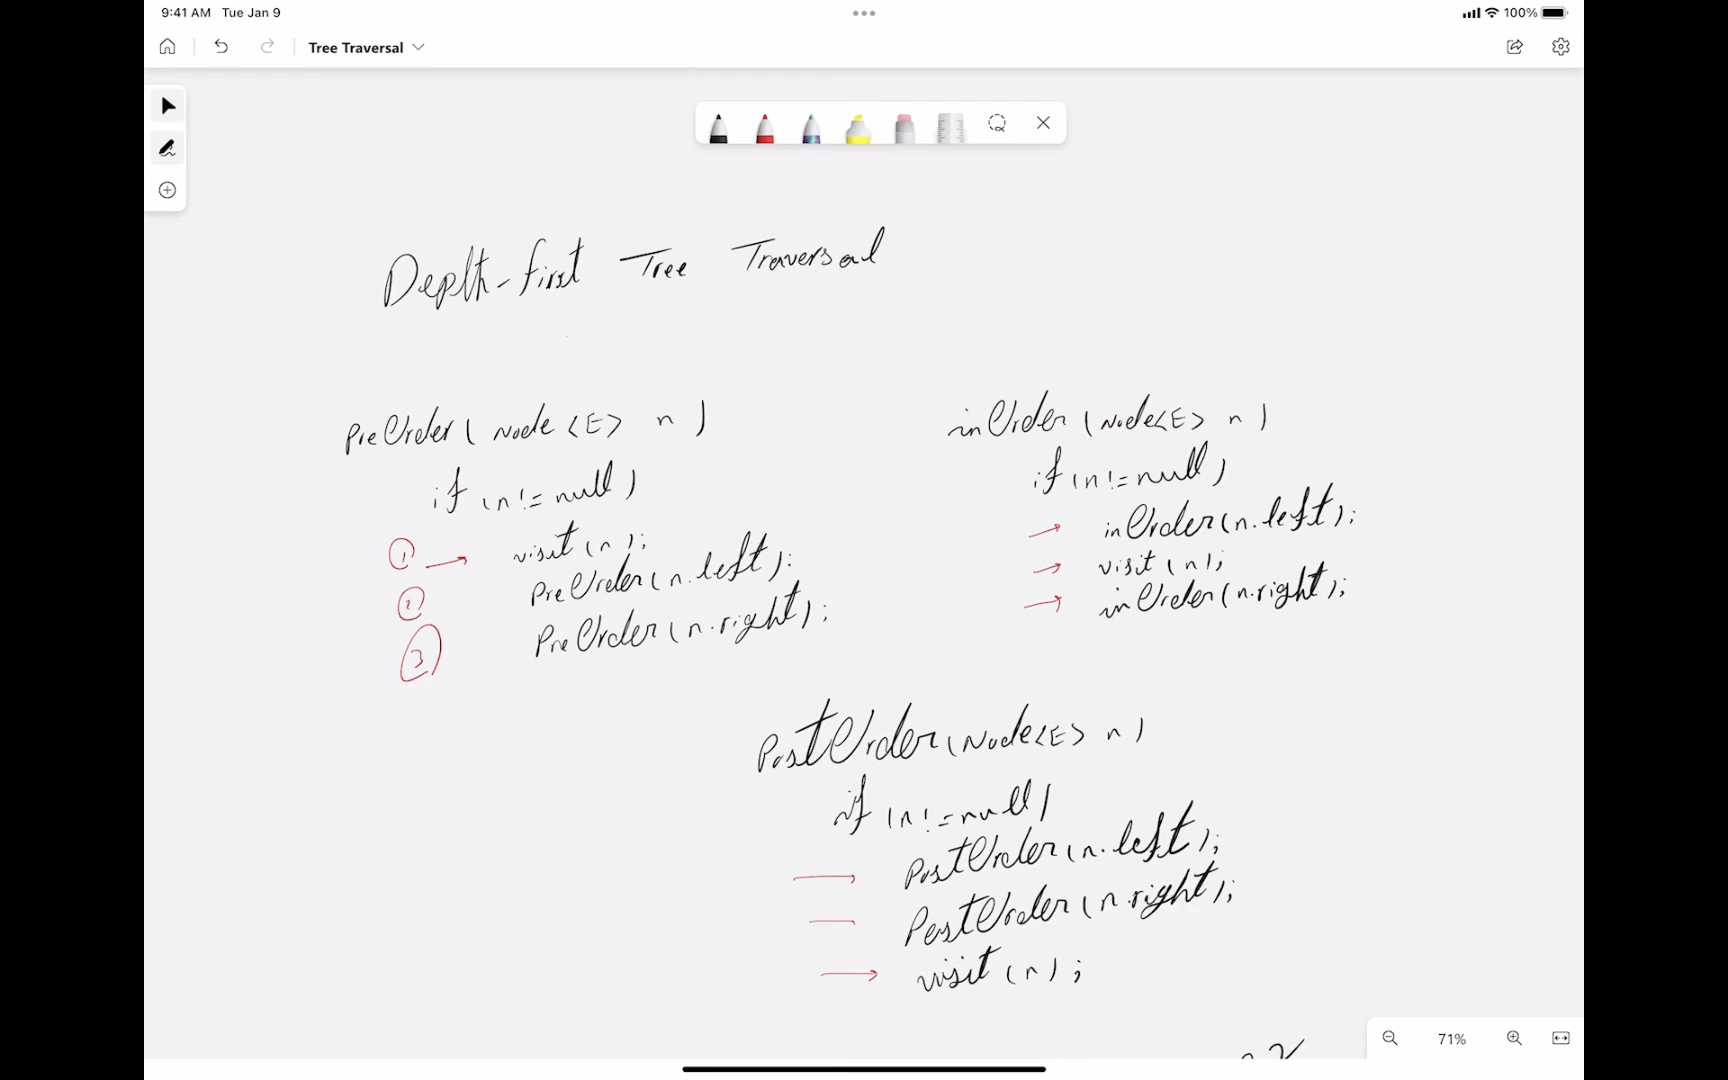 9:41 AM Tue Jan 9
100%
Tree Traversal
Depth-first Tree Traversal
PreOrder(Node<E> n)
if (n!=null)
1 visit(n);
2 PreOrder(n.left);
3 PreOrder(n.right);
inOrder(Node<E> n)
if (n!=null)
inOrder(n.left);
visit(n);
inOrder(n.right);
PostOrder(Node<E> n)
if (n!=null)
PostOrder(n.left);
PostOrder(n.right);
visit(n);
71%